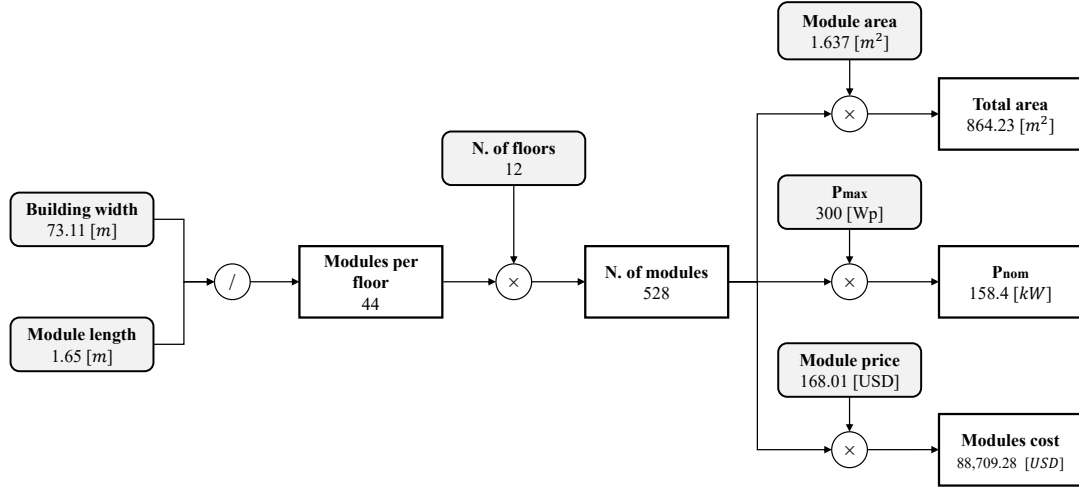 Module area
1.637 [m²]
×
Total area
864.23 [m²]
N. of floors
12
Pmax
300 [Wp]
Building width
73.11 [m]
/
Modules per
floor
44
×
N. of modules
528
×
Pnom
158.4 [kW]
Module length
1.65 [m]
Module price
168.01 [USD]
×
Modules cost
88,709.28 [USD]